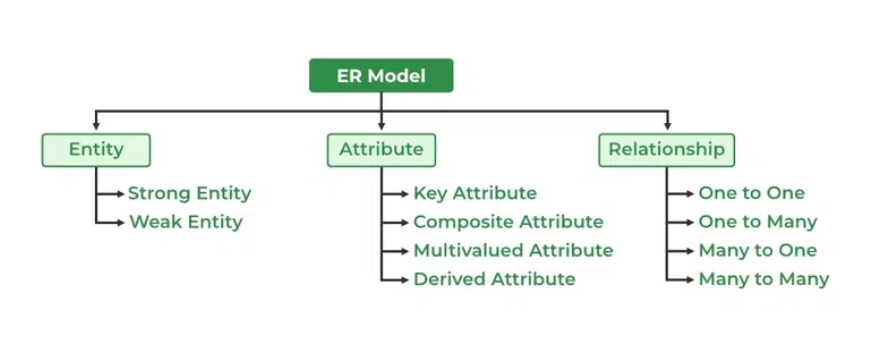 ER Model
Entity
Attribute
Relationship
Strong Entity
Weak Entity
Key Attribute
Composite Attribute
Multivalued Attribute
Derived Attribute
One to One
One to Many
Many to One
Many to Many